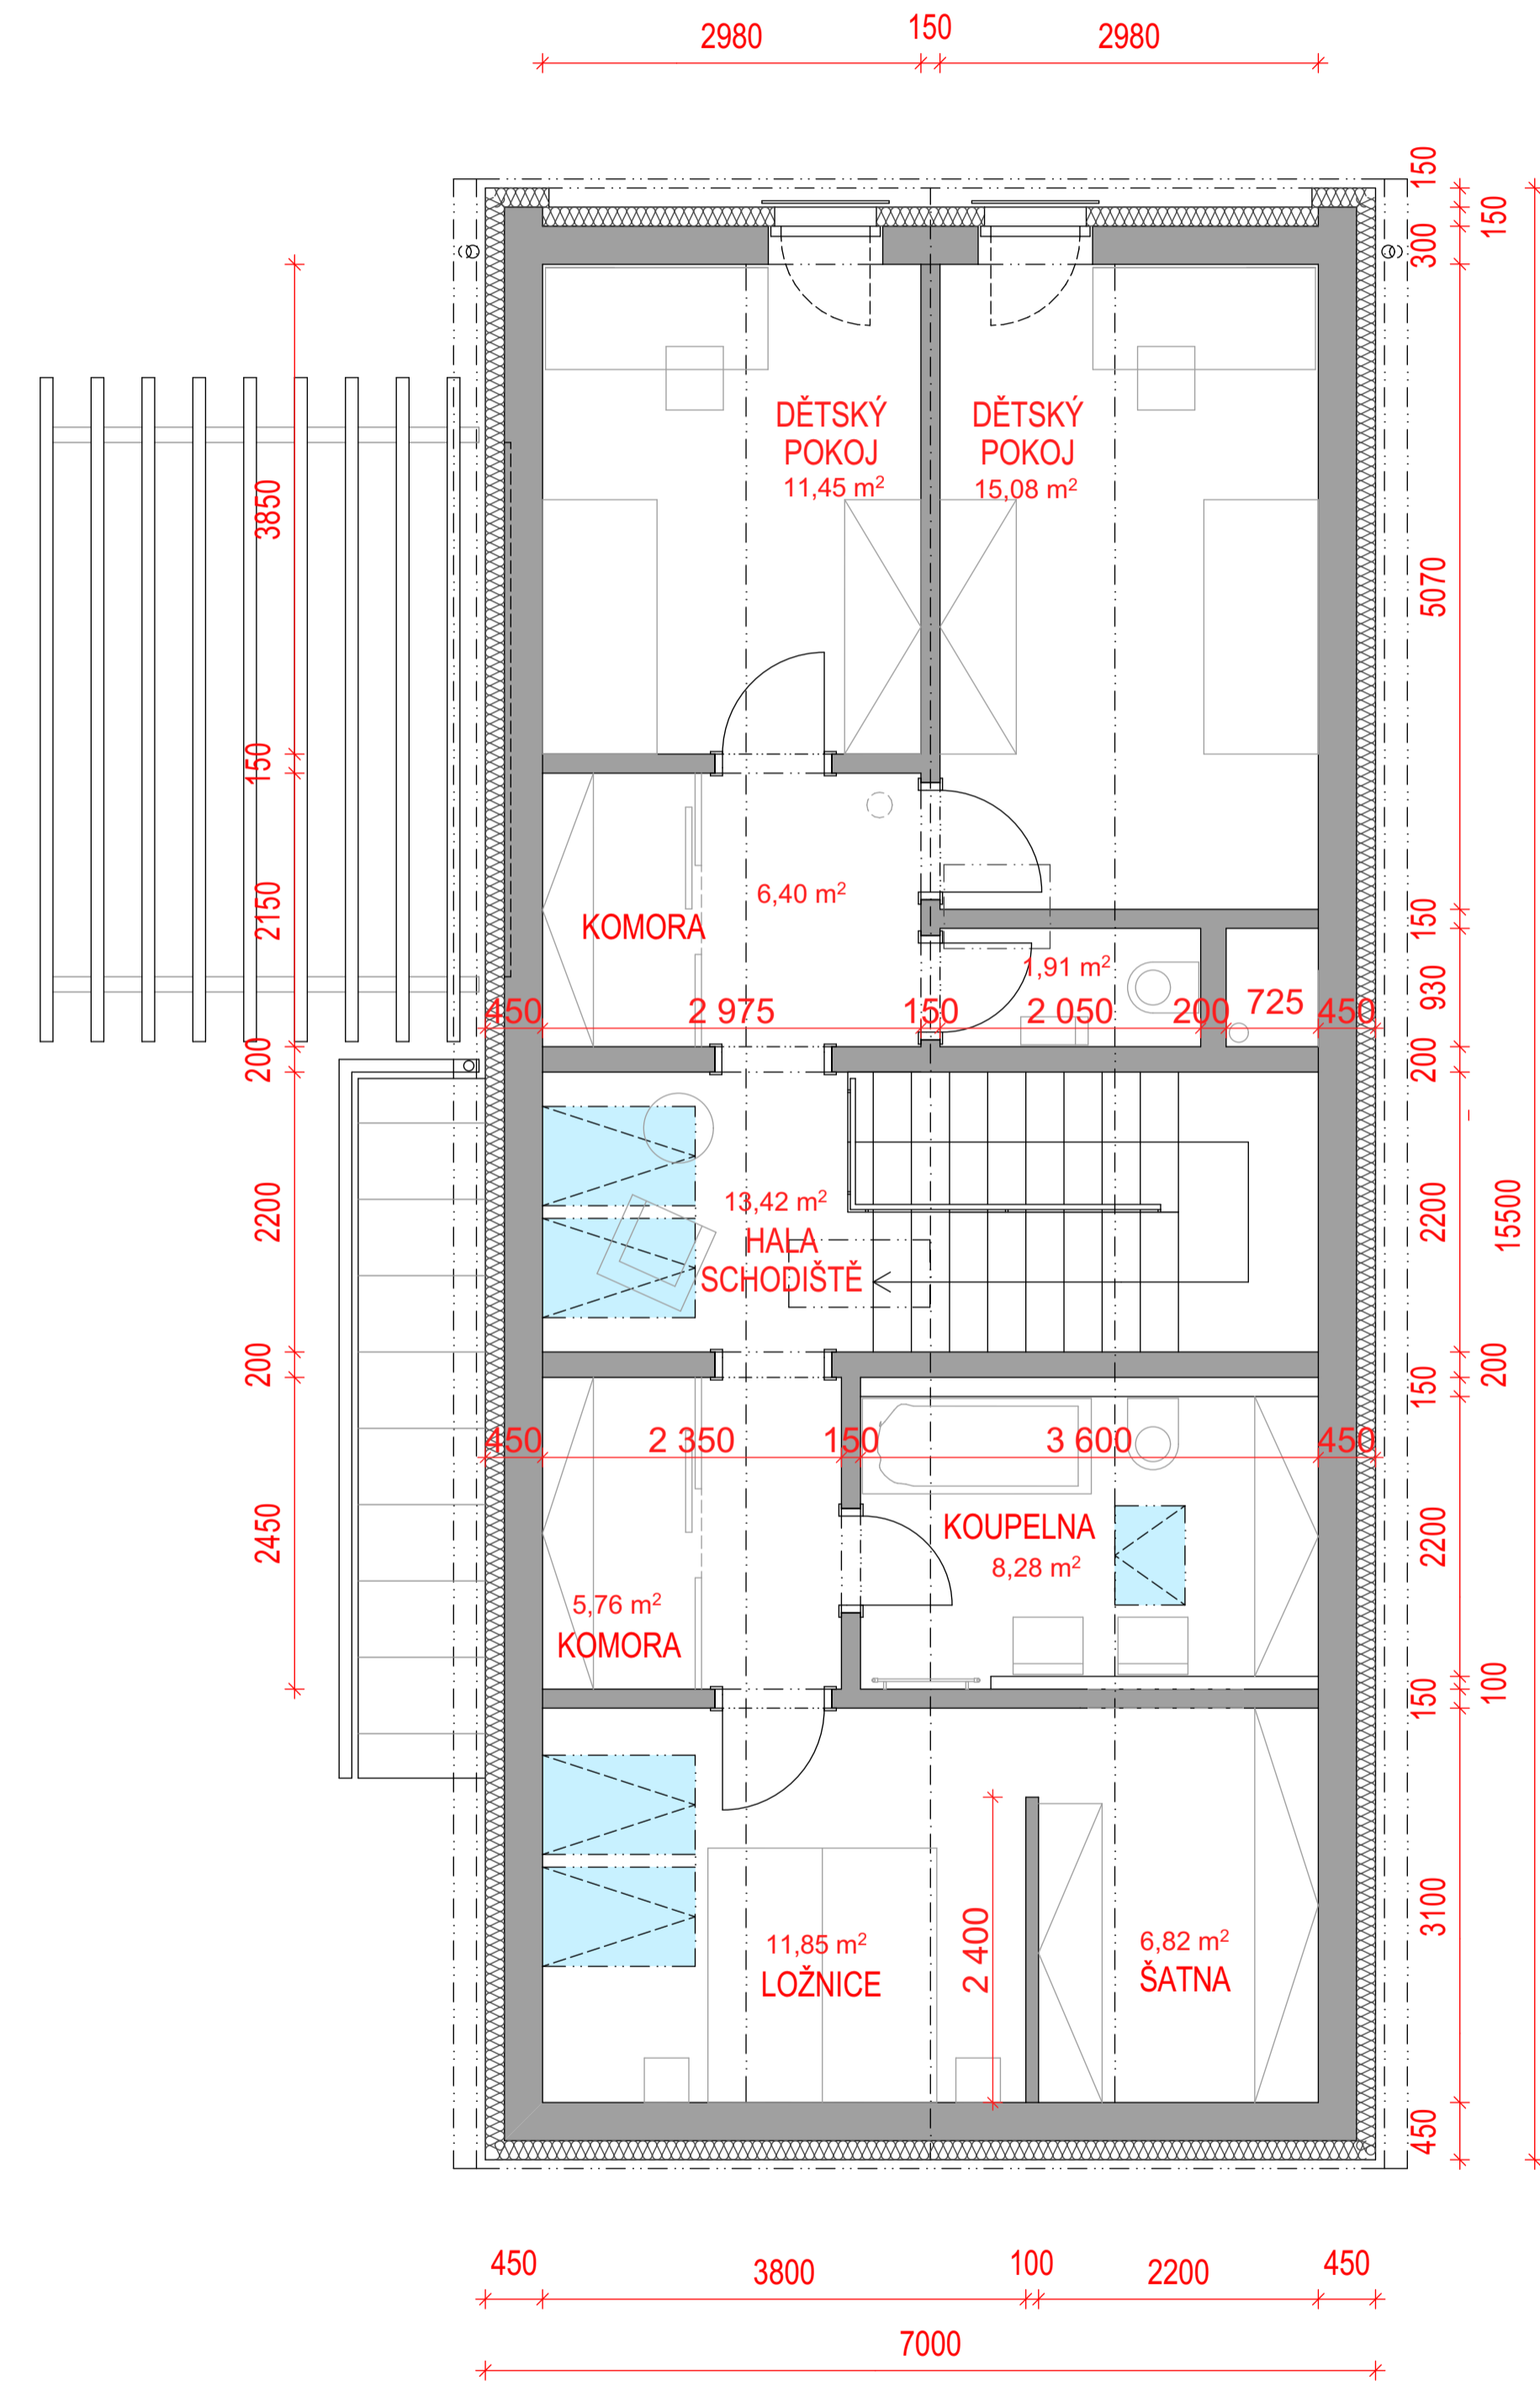 2980
150
2980
150
150
300
DĚTSKÝ
POKOJ
11,45 m²
DĚTSKÝ
POKOJ
15,08 m²
3850
5070
150
2150
6,40 m²
KOMORA
1,91 m²
150
930
450
2 975
150
2 050
200
725
450
200
200
2200
13,42 m²
HALA
SCHODIŠTĚ
2200
15500
200
150
200
450
2 350
150
3 600
450
2450
KOUPELNA
8,28 m²
2200
5,76 m²
KOMORA
150
100
2 400
11,85 m²
LOŽNICE
6,82 m²
ŠATNA
3100
450
450
3800
100
2200
450
7000